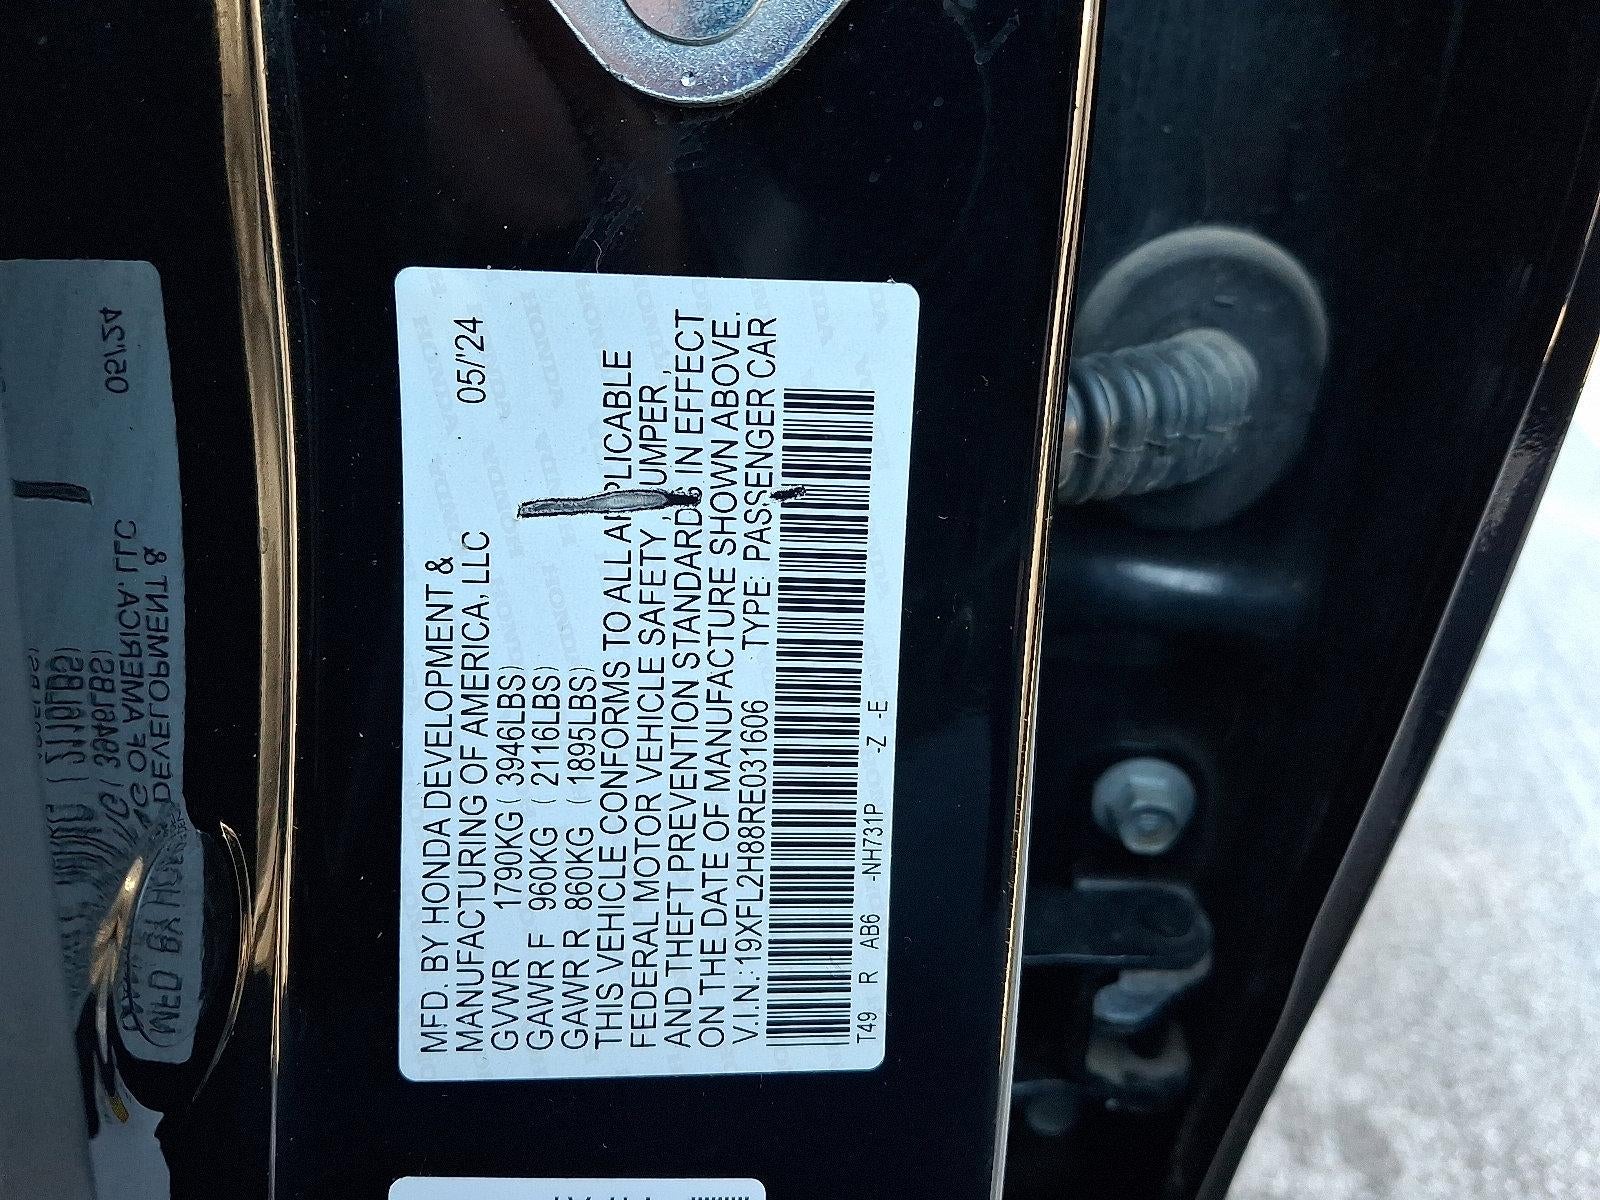 MFD. BY HONDA DEVELOPMENT &
MANUFACTURING OF AMERICA, LLC 05/'24
GVWR 1790KG ( 3946LBS)
GAWR F 960KG ( 2116LBS)
GAWR R 860KG ( 1895LBS)
THIS VEHICLE CONFORMS TO ALL APPLICABLE
FEDERAL MOTOR VEHICLE SAFETY , UMPER ,
AND THEFT PREVENTION STANDARDS IN EFFECT
ON THE DATE OF MANUFACTURE SHOWN ABOVE.
V.I.N.:19XFL2H88RE031606 TYPE: PASSENGER CAR
T49 R AB6 -NH731P -Z -E